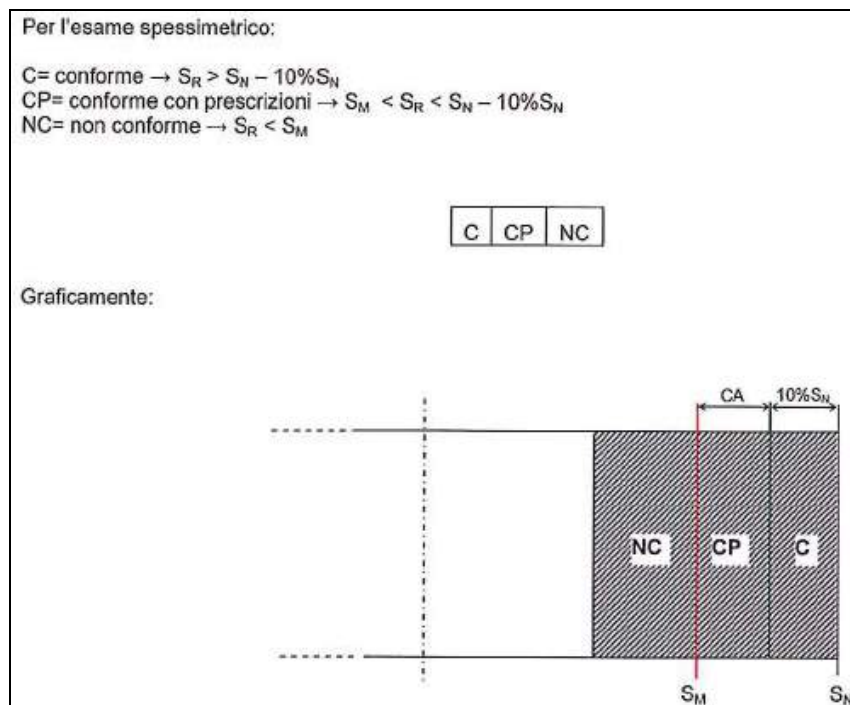 Per l'esame spessimetrico:
C= conforme → S_R > S_N – 10%S_N
CP= conforme con prescrizioni → S_M < S_R < S_N – 10%S_N
NC= non conforme → S_R < S_M
C CP NC
Graficamente:
CA 10%S_N
NC CP C
S_M S_N